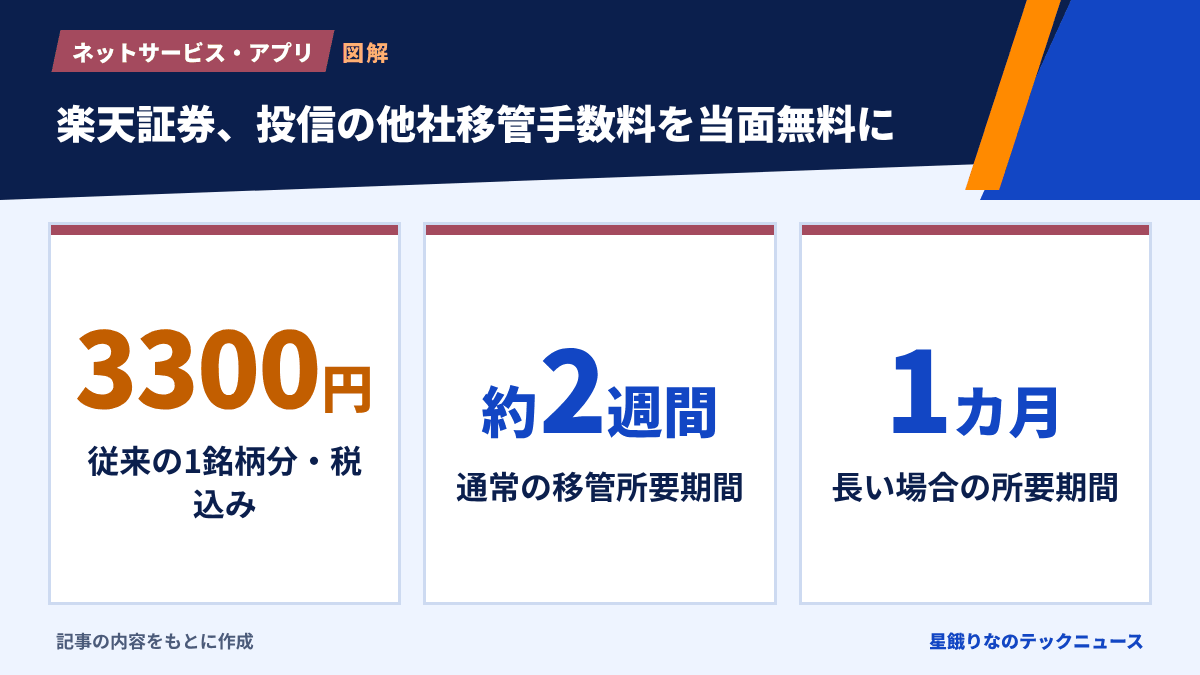 ネットサービス・アプリ 図解
楽天証券、投信の他社移管手数料を当面無料に
3300円
従来の1銘柄分・税
込み
約2週間
通常の移管所要期間
1カ月
長い場合の所要期間
記事の内容をもとに作成
星餓りなのテックニュース